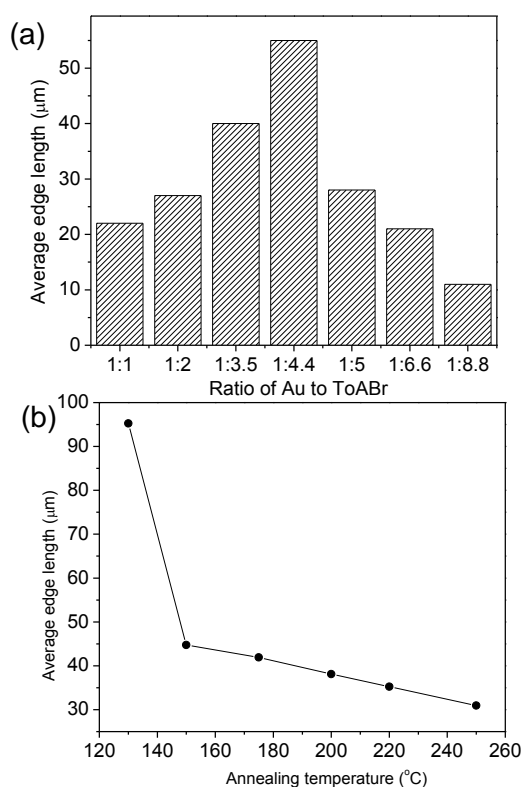 (a)
Average edge length (μm)
50
40
30
20
10
0
1:1 1:2 1:3.5 1:4.4 1:5 1:6.6 1:8.8
Ratio of Au to ToABr
(b)
Average edge length (μm)
100
90
80
70
60
50
40
30
120 140 160 180 200 220 240 260
Annealing temperature (°C)